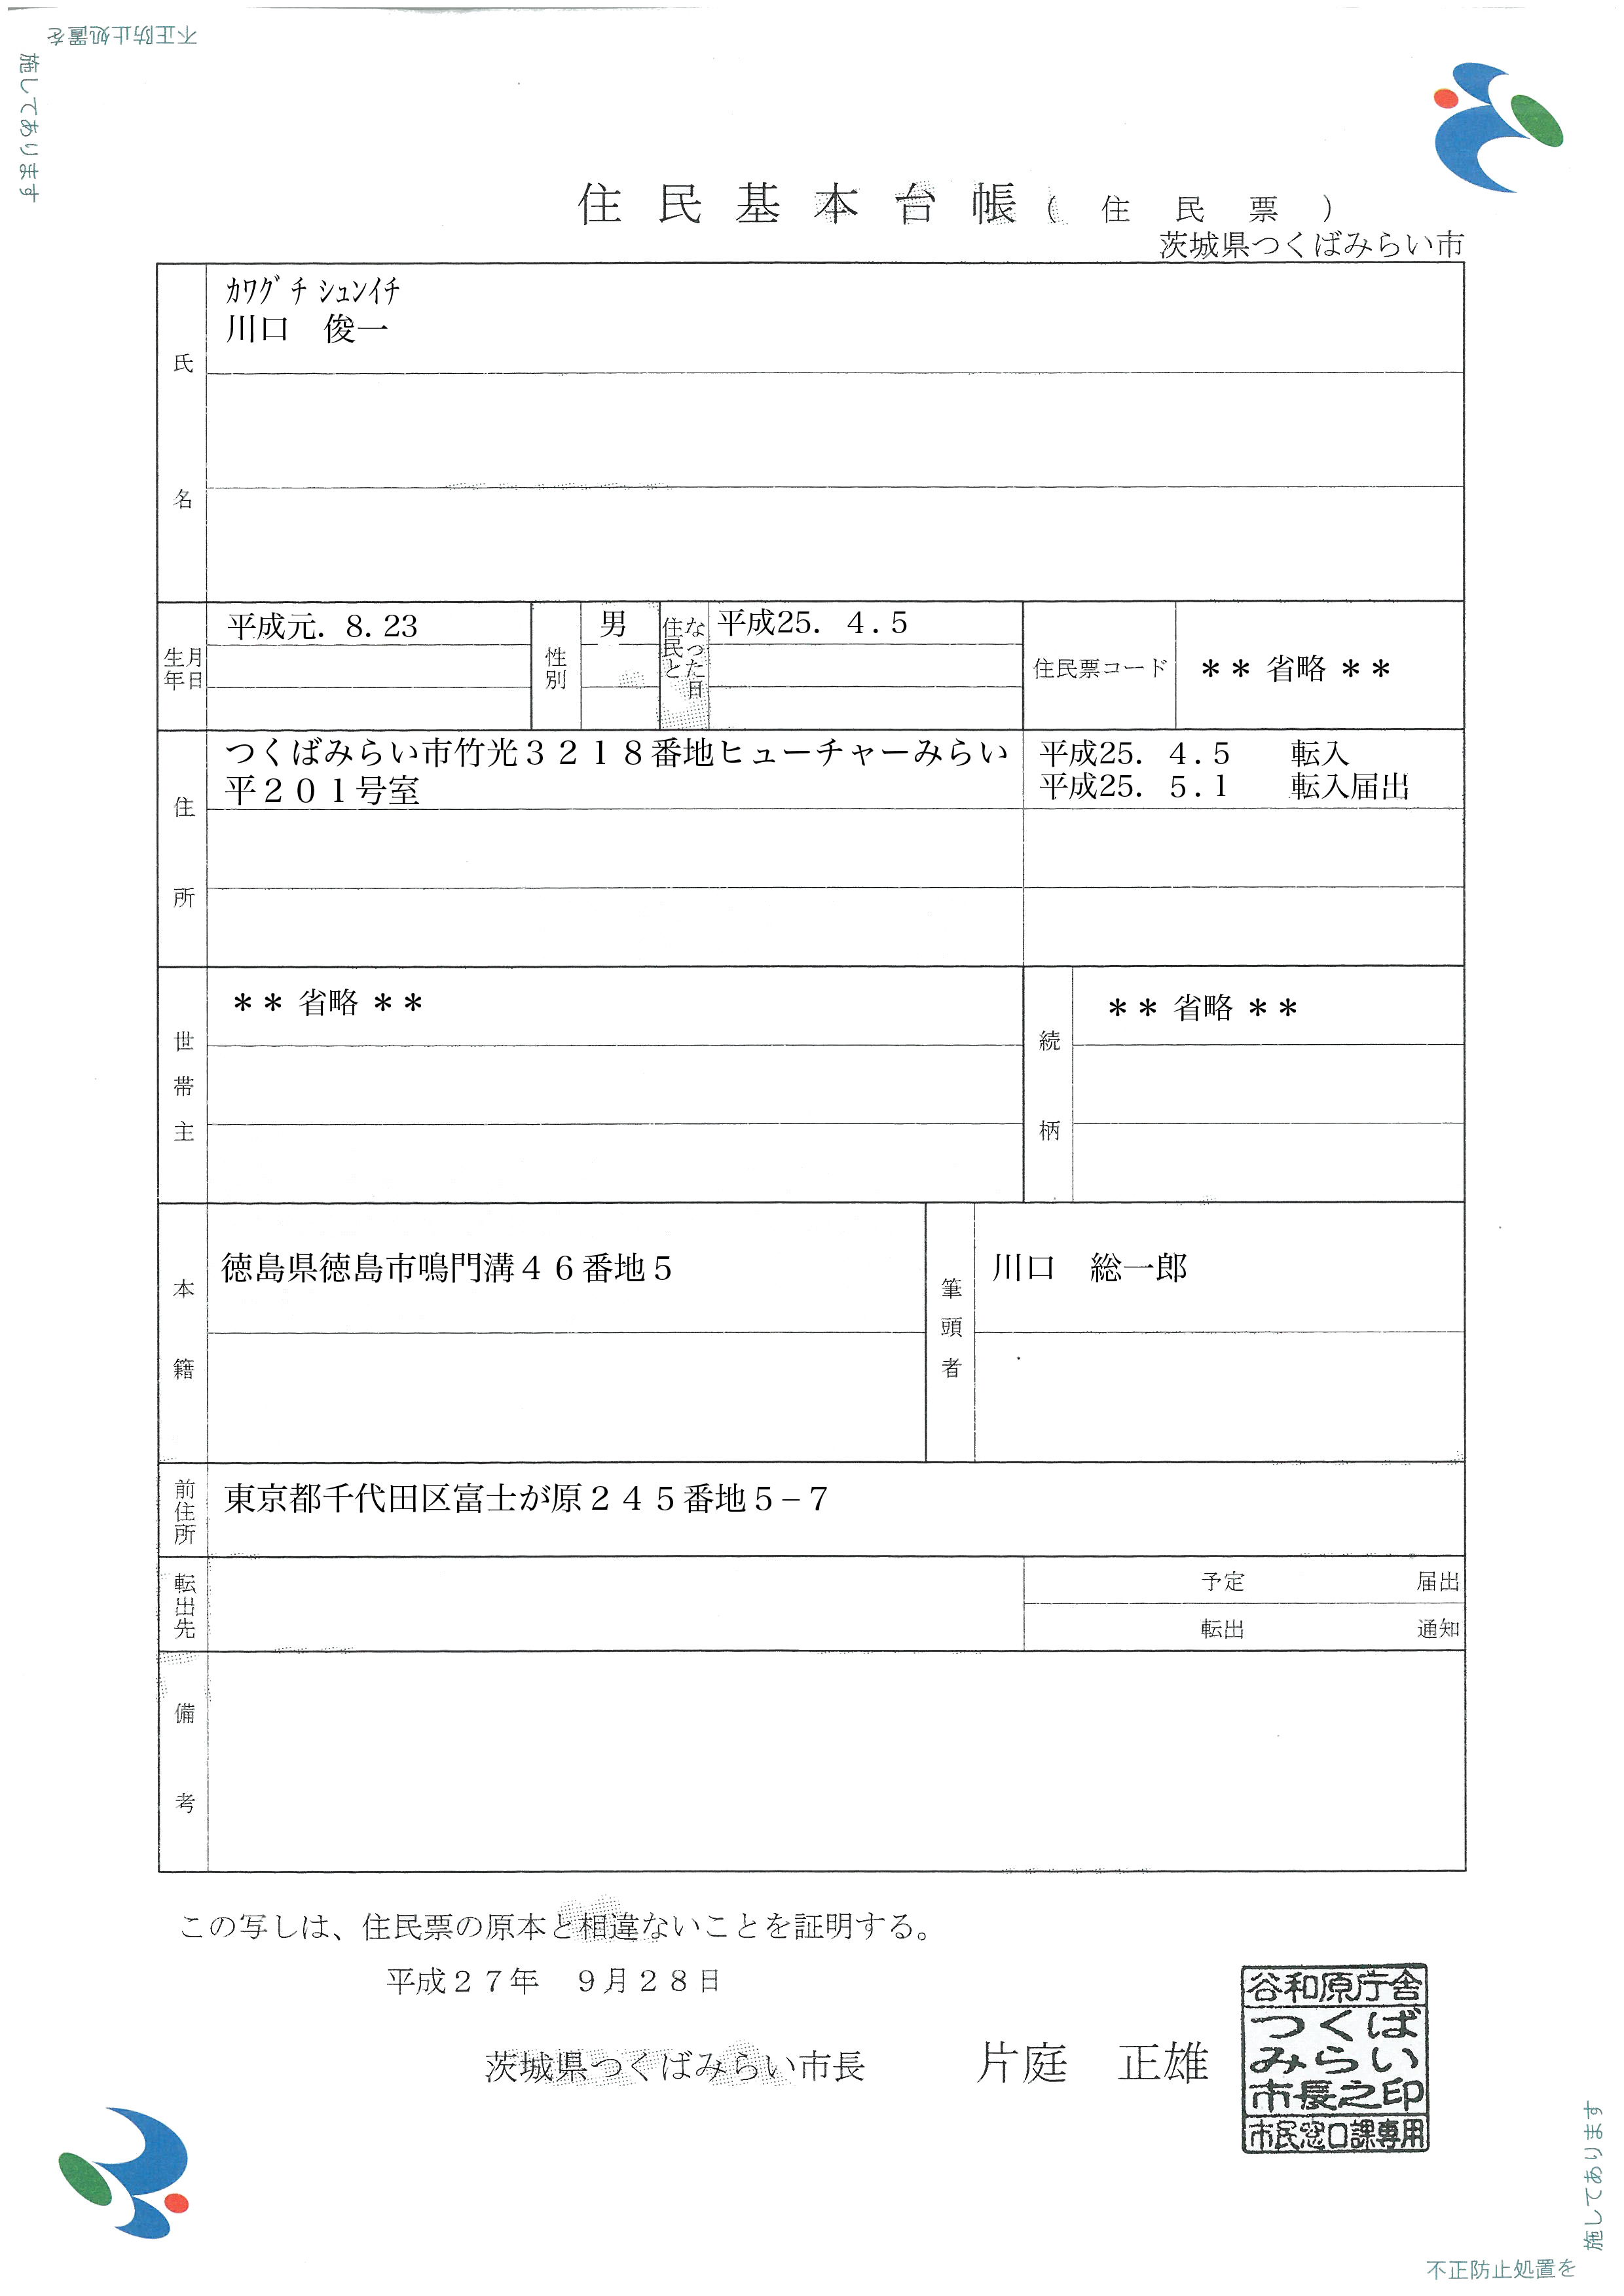 不正防止処置を
施してあります
住民基本台帳（住民票）
茨城県つくばみらい市
氏名
ｶﾜｸﾞﾁ ｼｭﾝｲﾁ
川口　俊一
生年月日
平成元. 8. 23
性別
男
住民となった日
平成25. 4. 5
住民票コード
＊＊ 省略 ＊＊
住所
つくばみらい市竹光３２１８番地ヒューチャーみらい
平２０１号室
平成25. 4. 5 転入
平成25. 5. 1 転入届出
世帯主
＊＊ 省略 ＊＊
続柄
＊＊ 省略 ＊＊
本籍
徳島県徳島市鳴門溝４６番地５
筆頭者
川口　総一郎
前住所
東京都千代田区富士が原２４５番地５−７
転出先
予定 届出
転出 通知
備考
この写しは、住民票の原本と相違ないことを証明する。
平成２７年　９月２８日
茨城県つくばみらい市長　片庭　正雄
谷和原庁舎
つくば
みらい
市長之印
市民窓口課専用
施してあります
不正防止処置を